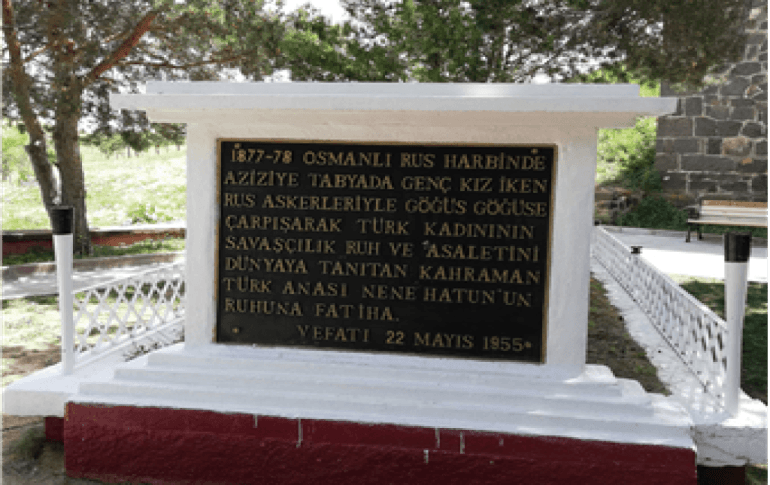 1877-78 OSMANLI RUS HARBİNDE
AZİZİYE TABYADA GENÇ KIZ İKEN
RUS ASKERLERİYLE GÖĞÜS GÖĞÜSE
ÇARPIŞARAK TÜRK KADINININ
SAVAŞÇILIK RUH VE ASALETİNİ
DÜNYAYA TANITAN KAHRAMAN
TÜRK ANASI NENE HATUN'UN
RUHUNA FATİHA.
VEFATI 22 MAYIS 1955